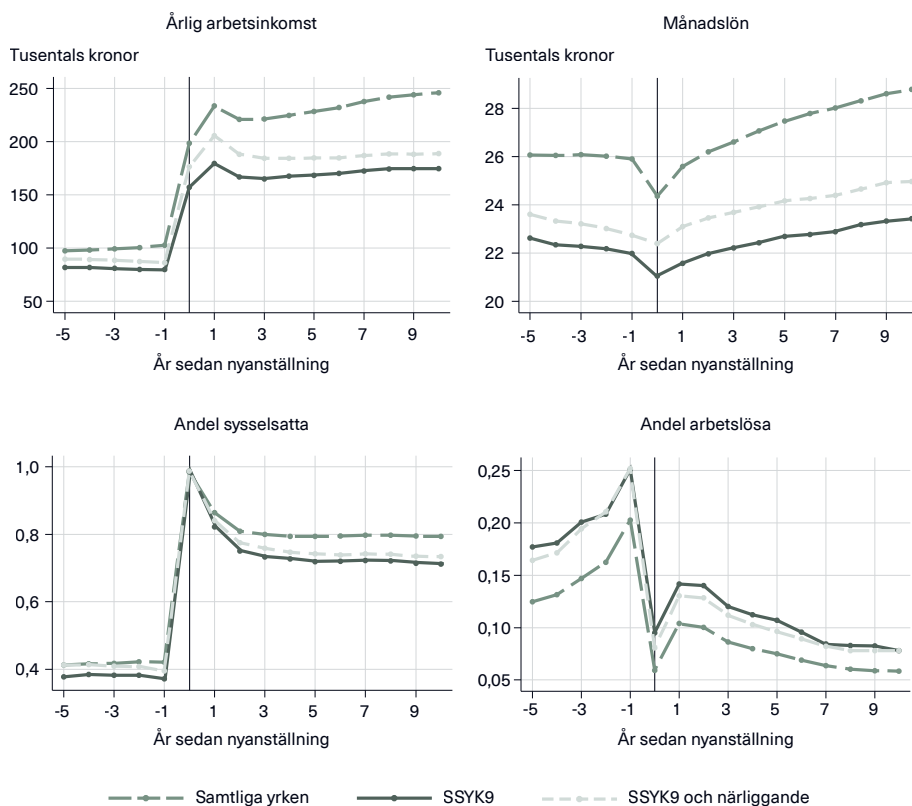 Årlig arbetsinkomst
Tusentals kronor
250
200
150
100
50
-5 -3 -1 1 3 5 7 9
År sedan nyanställning
Månadslön
Tusentals kronor
28
26
24
22
20
-5 -3 -1 1 3 5 7 9
År sedan nyanställning
Andel sysselsatta
1,0
0,8
0,6
0,4
-5 -3 -1 1 3 5 7 9
År sedan nyanställning
Andel arbetslösa
0,25
0,20
0,15
0,10
0,05
-5 -3 -1 1 3 5 7 9
År sedan nyanställning
Samtliga yrken SSYK9 SSYK9 och närliggande